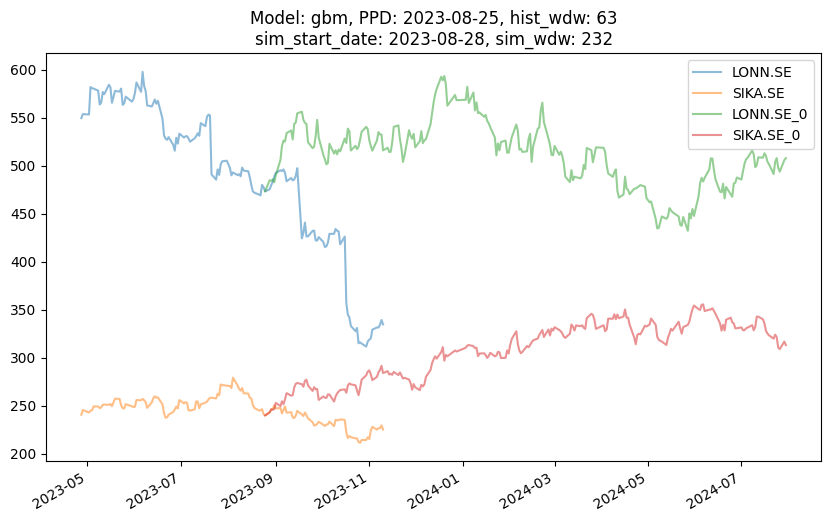 Model: gbm, PPD: 2023-08-25, hist_wdw: 63
sim_start_date: 2023-08-28, sim_wdw: 232
LONN.SE
SIKA.SE
LONN.SE_0
SIKA.SE_0
600
550
500
450
400
350
300
250
200
2023-05
2023-07
2023-09
2023-11
2024-01
2024-03
2024-05
2024-07